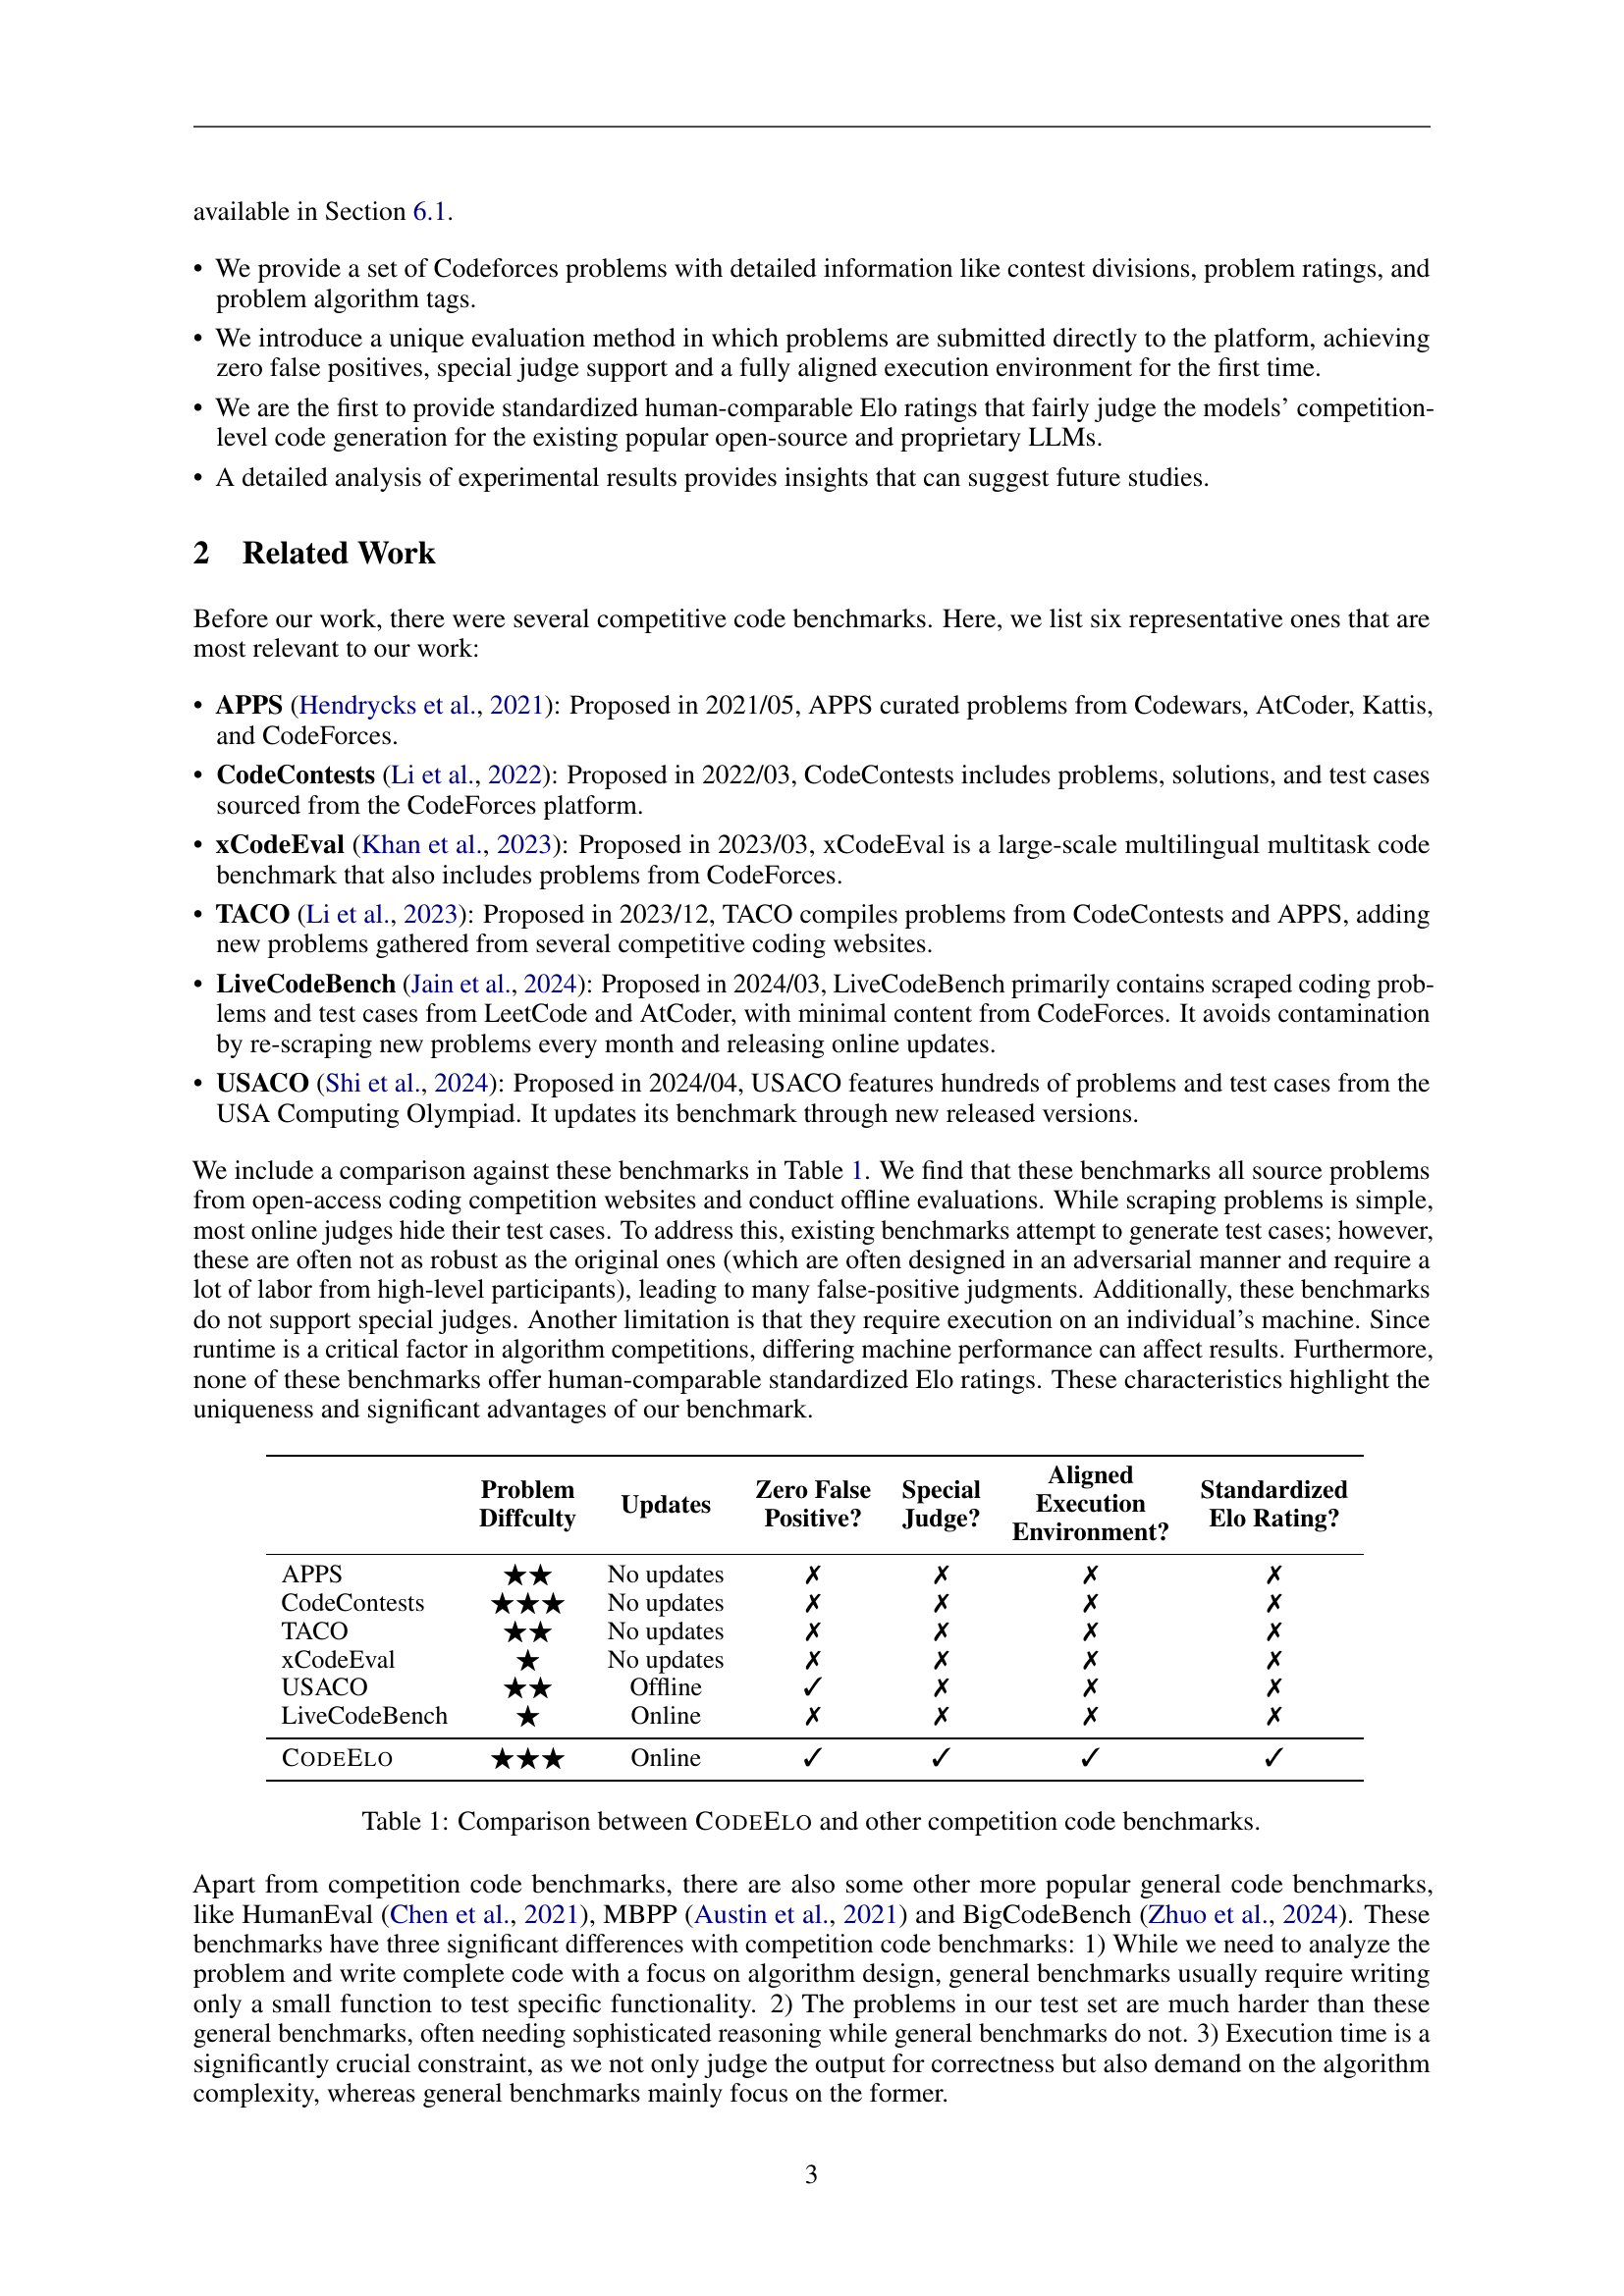 available in Section 6.1.
• We provide a set of Codeforces problems with detailed information like contest divisions, problem ratings, and
problem algorithm tags.
• We introduce a unique evaluation method in which problems are submitted directly to the platform, achieving
zero false positives, special judge support and a fully aligned execution environment for the first time.
• We are the first to provide standardized human-comparable Elo ratings that fairly judge the models' competition-
level code generation for the existing popular open-source and proprietary LLMs.
• A detailed analysis of experimental results provides insights that can suggest future studies.
2 Related Work
Before our work, there were several competitive code benchmarks. Here, we list six representative ones that are
most relevant to our work:
• APPS (Hendrycks et al., 2021): Proposed in 2021/05, APPS curated problems from Codewars, AtCoder, Kattis,
and CodeForces.
• CodeContests (Li et al., 2022): Proposed in 2022/03, CodeContests includes problems, solutions, and test cases
sourced from the CodeForces platform.
• xCodeEval (Khan et al., 2023): Proposed in 2023/03, xCodeEval is a large-scale multilingual multitask code
benchmark that also includes problems from CodeForces.
• TACO (Li et al., 2023): Proposed in 2023/12, TACO compiles problems from CodeContests and APPS, adding
new problems gathered from several competitive coding websites.
• LiveCodeBench (Jain et al., 2024): Proposed in 2024/03, LiveCodeBench primarily contains scraped coding prob-
lems and test cases from LeetCode and AtCoder, with minimal content from CodeForces. It avoids contamination
by re-scraping new problems every month and releasing online updates.
• USACO (Shi et al., 2024): Proposed in 2024/04, USACO features hundreds of problems and test cases from the
USA Computing Olympiad. It updates its benchmark through new released versions.
We include a comparison against these benchmarks in Table 1. We find that these benchmarks all source problems
from open-access coding competition websites and conduct offline evaluations. While scraping problems is simple,
most online judges hide their test cases. To address this, existing benchmarks attempt to generate test cases; however,
these are often not as robust as the original ones (which are often designed in an adversarial manner and require a
lot of labor from high-level participants), leading to many false-positive judgments. Additionally, these benchmarks
do not support special judges. Another limitation is that they require execution on an individual's machine. Since
runtime is a critical factor in algorithm competitions, differing machine performance can affect results. Furthermore,
none of these benchmarks offer human-comparable standardized Elo ratings. These characteristics highlight the
uniqueness and significant advantages of our benchmark.
Problem Diffculty Updates Zero False Positive? Special Judge? Aligned Execution Environment? Standardized Elo Rating?
APPS ★★ No updates ✗ ✗ ✗ ✗
CodeContests ★★★ No updates ✗ ✗ ✗ ✗
TACO ★★ No updates ✗ ✗ ✗ ✗
xCodeEval ★ No updates ✗ ✗ ✗ ✗
USACO ★★ Offline ✓ ✗ ✗ ✗
LiveCodeBench ★ Online ✗ ✗ ✗ ✗
CODEELO ★★★ Online ✓ ✓ ✓ ✓
Table 1: Comparison between CODEELO and other competition code benchmarks.
Apart from competition code benchmarks, there are also some other more popular general code benchmarks,
like HumanEval (Chen et al., 2021), MBPP (Austin et al., 2021) and BigCodeBench (Zhuo et al., 2024). These
benchmarks have three significant differences with competition code benchmarks: 1) While we need to analyze the
problem and write complete code with a focus on algorithm design, general benchmarks usually require writing
only a small function to test specific functionality. 2) The problems in our test set are much harder than these
general benchmarks, often needing sophisticated reasoning while general benchmarks do not. 3) Execution time is a
significantly crucial constraint, as we not only judge the output for correctness but also demand on the algorithm
complexity, whereas general benchmarks mainly focus on the former.
3